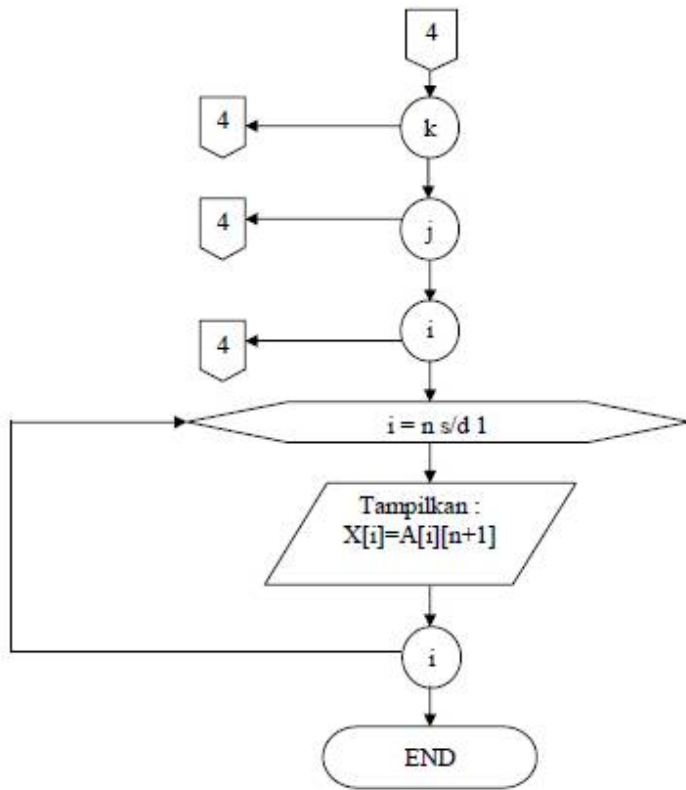 4
4
k
4
j
4
i
i = n s/d 1
Tampilkan :
X[i]=A[i][n+1]
i
END